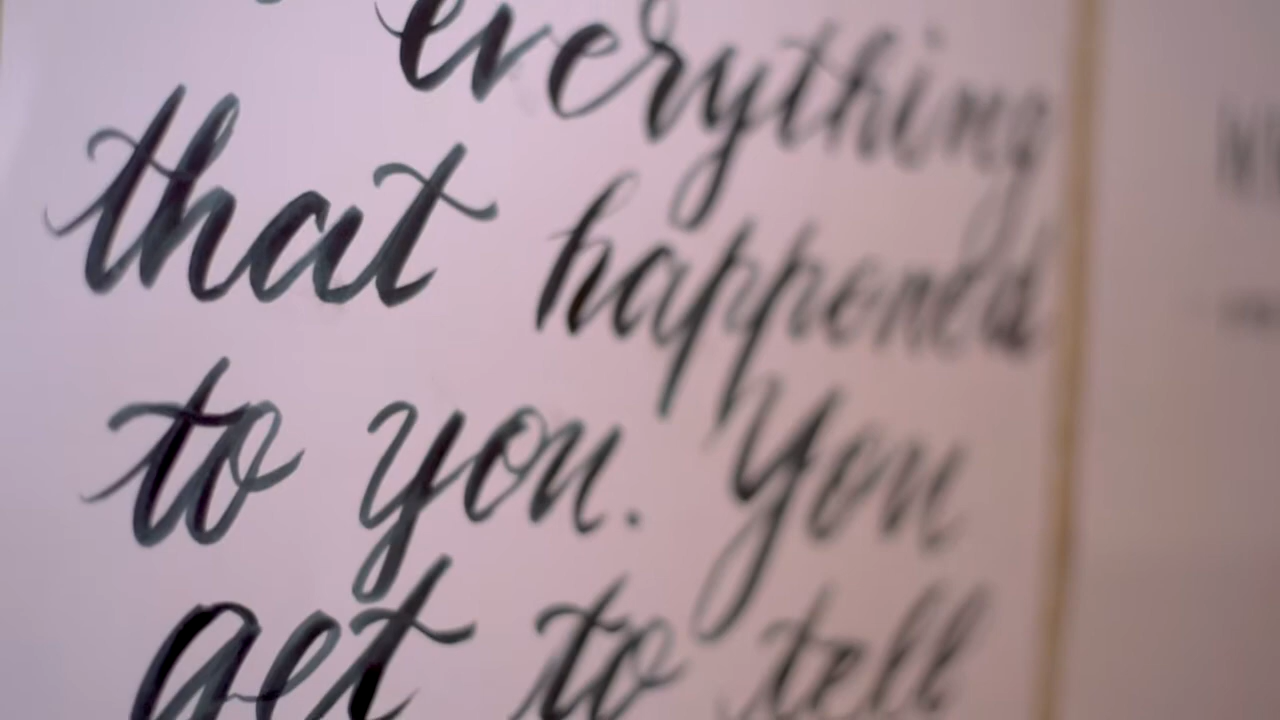 everything
that happened
to you. You
get to tell